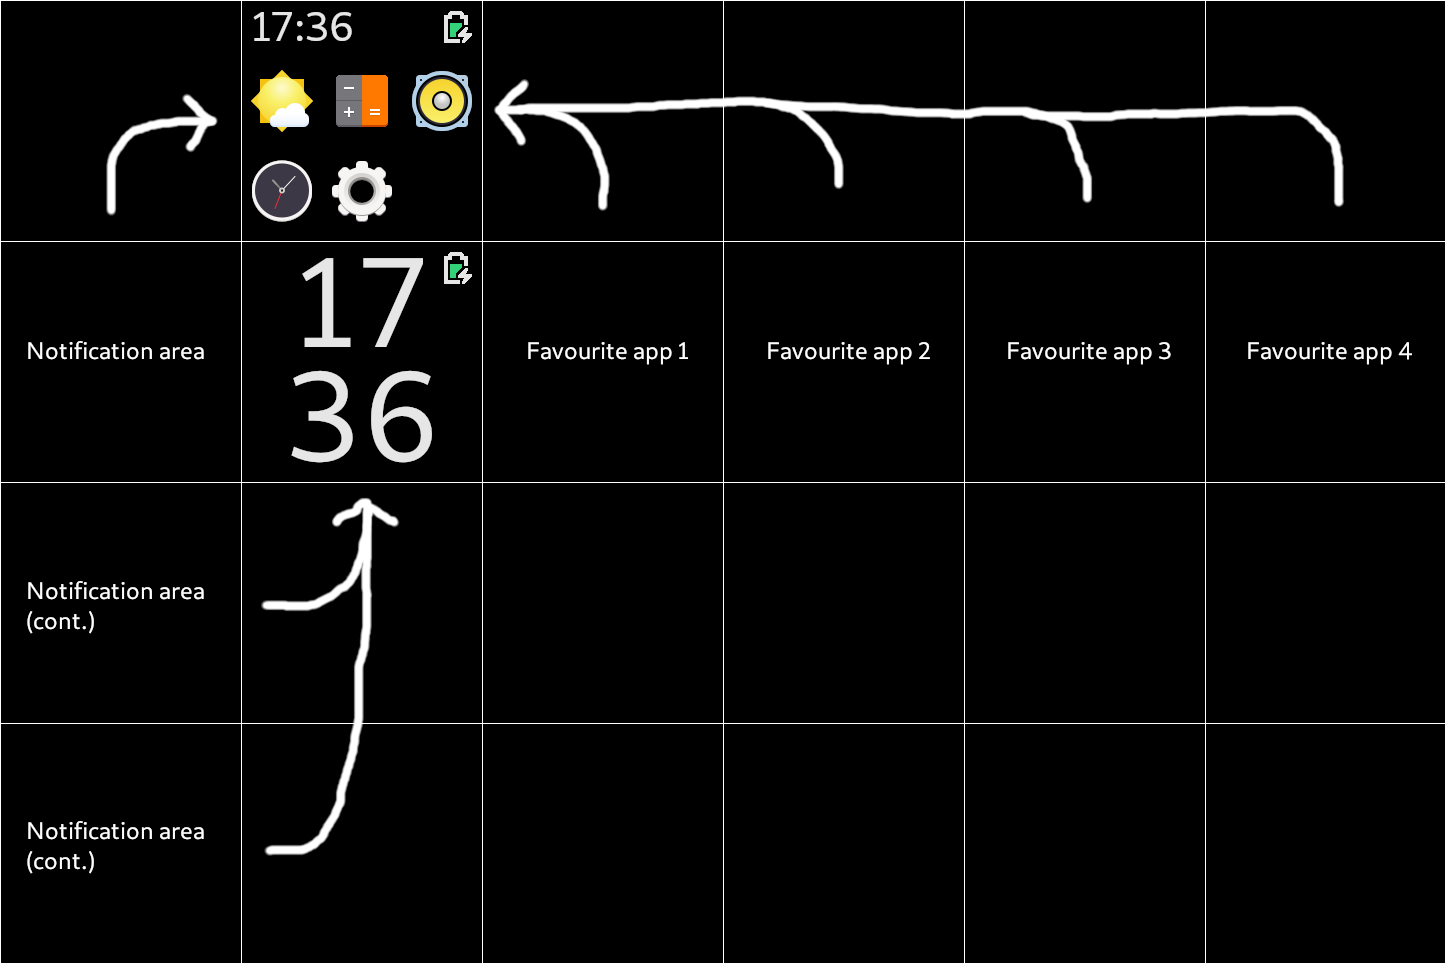 17:36
17
36
Notification area
Favourite app 1
Favourite app 2
Favourite app 3
Favourite app 4
Notification area
(cont.)
Notification area
(cont.)